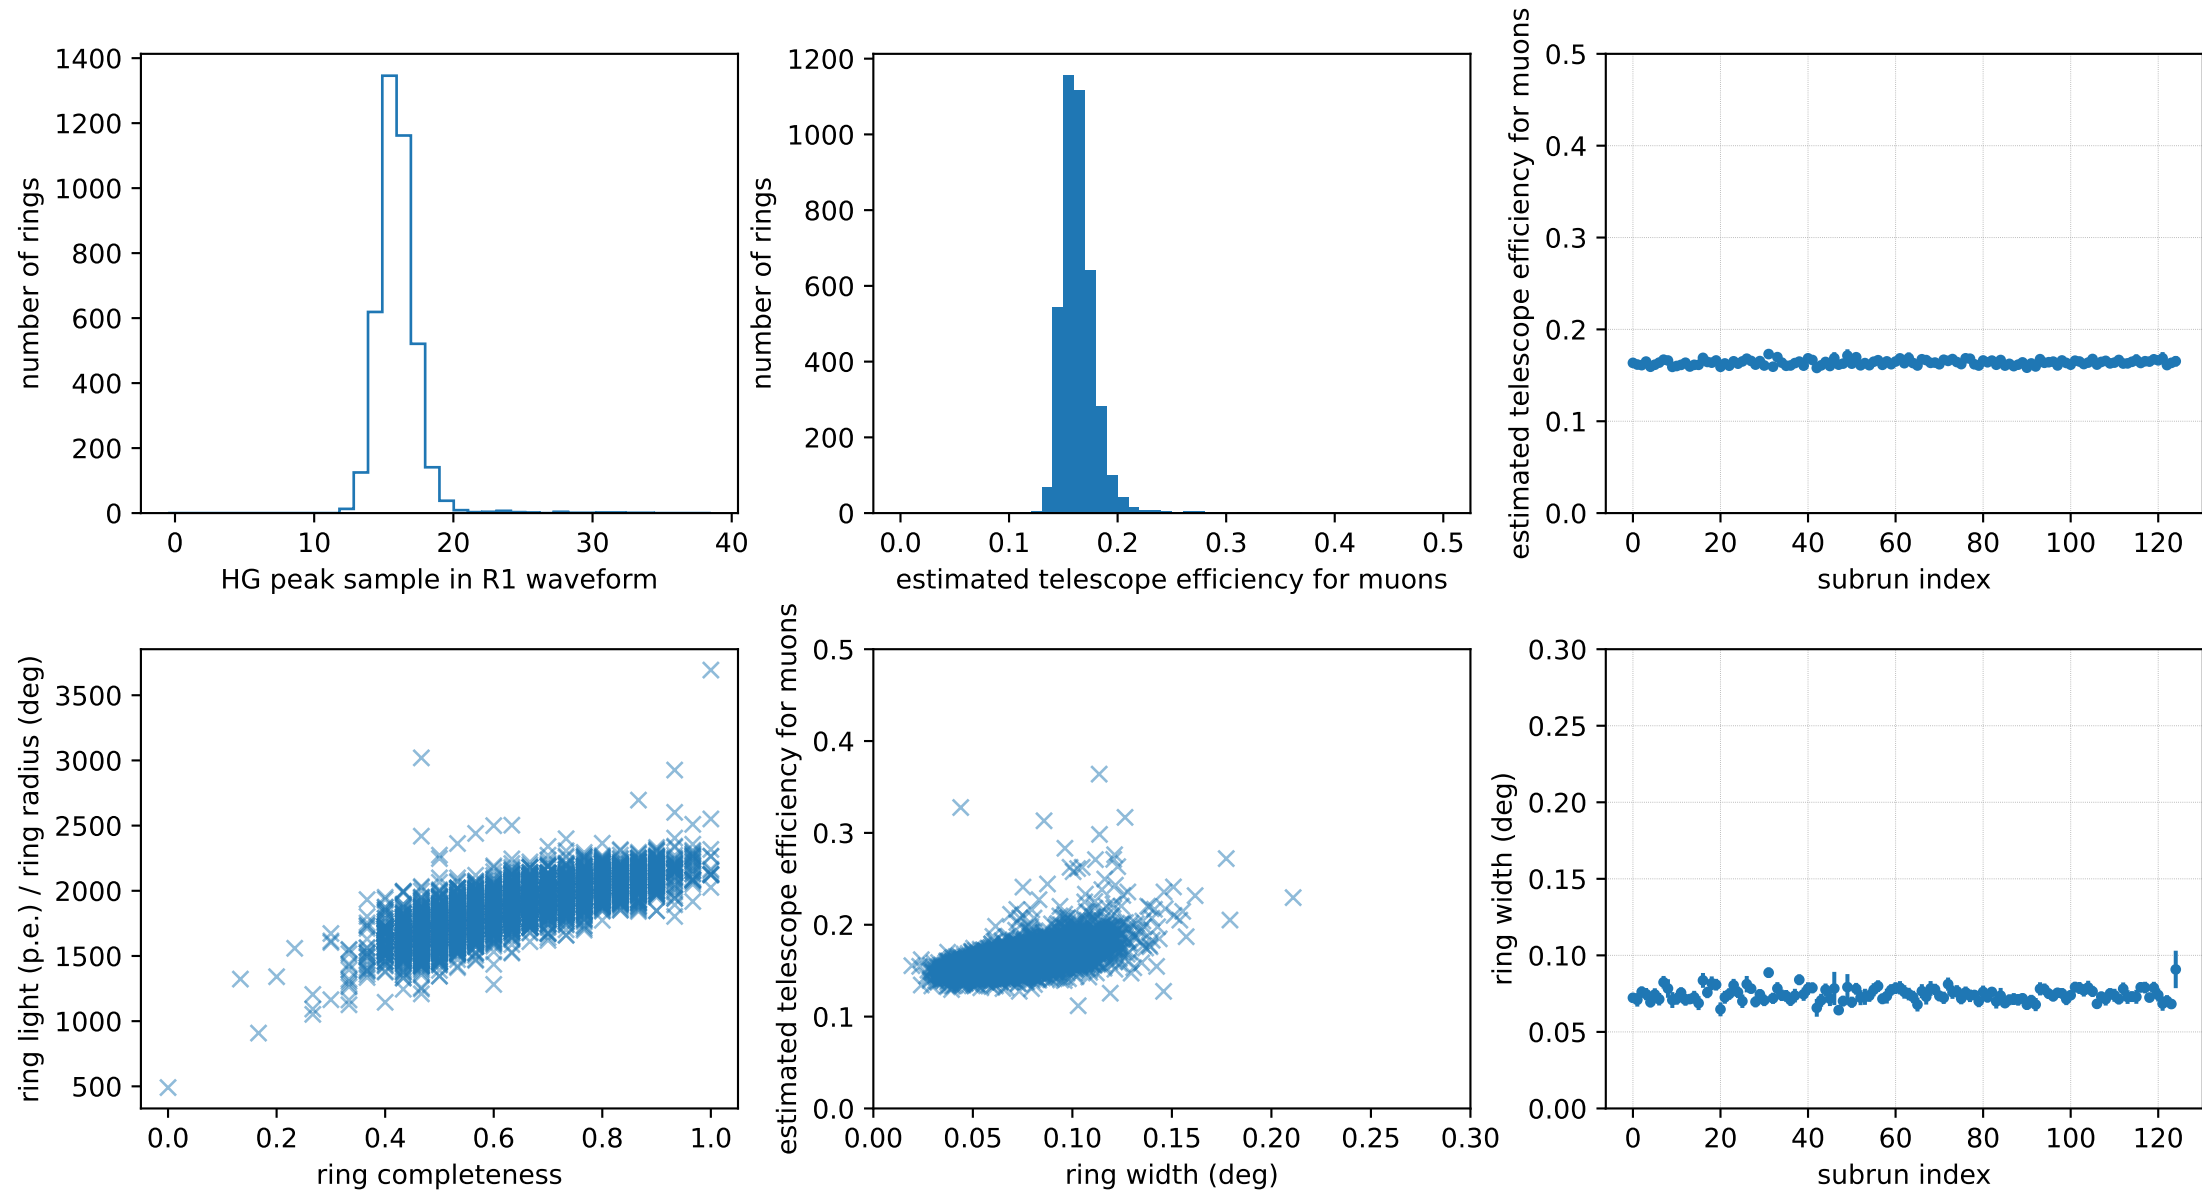 1400
1200
1000
800
600
400
200
0
number of rings
0 10 20 30 40
HG peak sample in R1 waveform
1200
1000
800
600
400
200
0
number of rings
0.0 0.1 0.2 0.3 0.4 0.5
estimated telescope efficiency for muons
0.5
0.4
0.3
0.2
0.1
0.0
estimated telescope efficiency for muons
0 20 40 60 80 100 120
subrun index
3500
3000
2500
2000
1500
1000
500
ring light (p.e.) / ring radius (deg)
0.0 0.2 0.4 0.6 0.8 1.0
ring completeness
0.5
0.4
0.3
0.2
0.1
0.0
estimated telescope efficiency for muons
0.00 0.05 0.10 0.15 0.20 0.25 0.30
ring width (deg)
0.30
0.25
0.20
0.15
0.10
0.05
0.00
ring width (deg)
0 20 40 60 80 100 120
subrun index